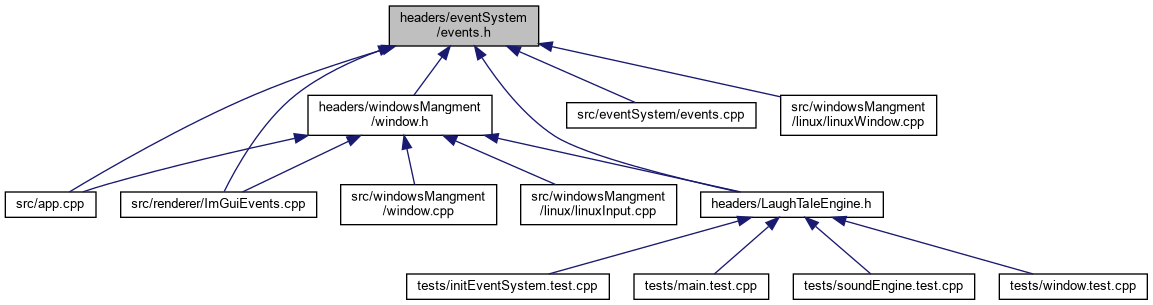 headers/eventSystem
/events.h
headers/windowsMangment
/window.h
src/eventSystem/events.cpp
src/windowsMangment
/linux/linuxWindow.cpp
src/app.cpp
src/renderer/ImGuiEvents.cpp
src/windowsMangment
/window.cpp
src/windowsMangment
/linux/linuxInput.cpp
headers/LaughTaleEngine.h
tests/initEventSystem.test.cpp
tests/main.test.cpp
tests/soundEngine.test.cpp
tests/window.test.cpp